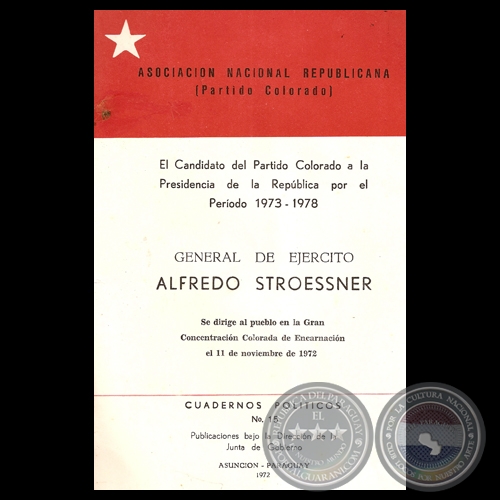 ASOCIACION NACIONAL REPUBLICANA
(Partido Colorado)
El Candidato del Partido Colorado a la
Presidencia de la República por el
Período 1973 - 1978
GENERAL DE EJERCITO
ALFREDO STROESSNER
Se dirige al pueblo en la Gran
Concentración Colorada de Encarnación
el 11 de noviembre de 1972
CUADERNOS POLITICOS
No. 15
Publicaciones bajo la Dirección de la
Junta de Gobierno
ASUNCION - PARAGUAY
1972